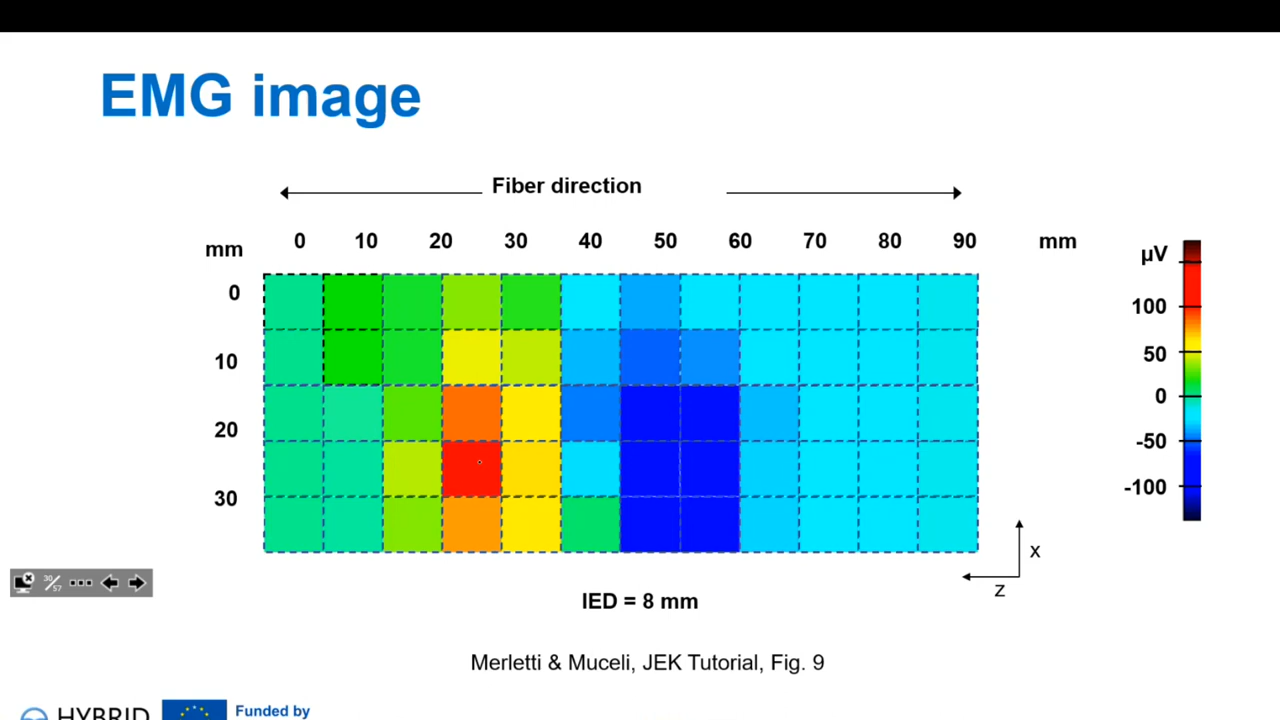 EMG image
Fiber direction
mm 0 10 20 30 40 50 60 70 80 90 mm
0
10
20
30
µV
100
50
0
-50
-100
x
z
30/57
IED = 8 mm
Merletti & Muceli, JEK Tutorial, Fig. 9
HYBRID
Funded by